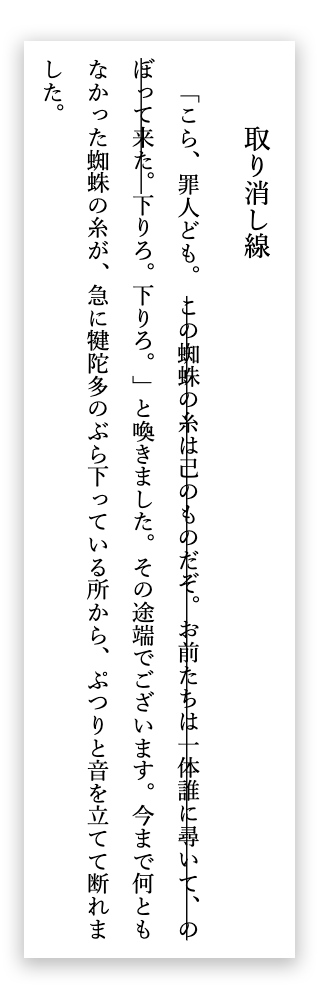 取り消し線
「こら、罪人ども。この蜘蛛の糸は己のものだぞ。お前たちは一体誰に尋いて、の
ぼって来た。下りろ。下りろ。」と喚きました。その途端でございます。今まで何とも
なかった蜘蛛の糸が、急に犍陀多のぶら下っている所から、ぷつりと音を立てて断れま
した。